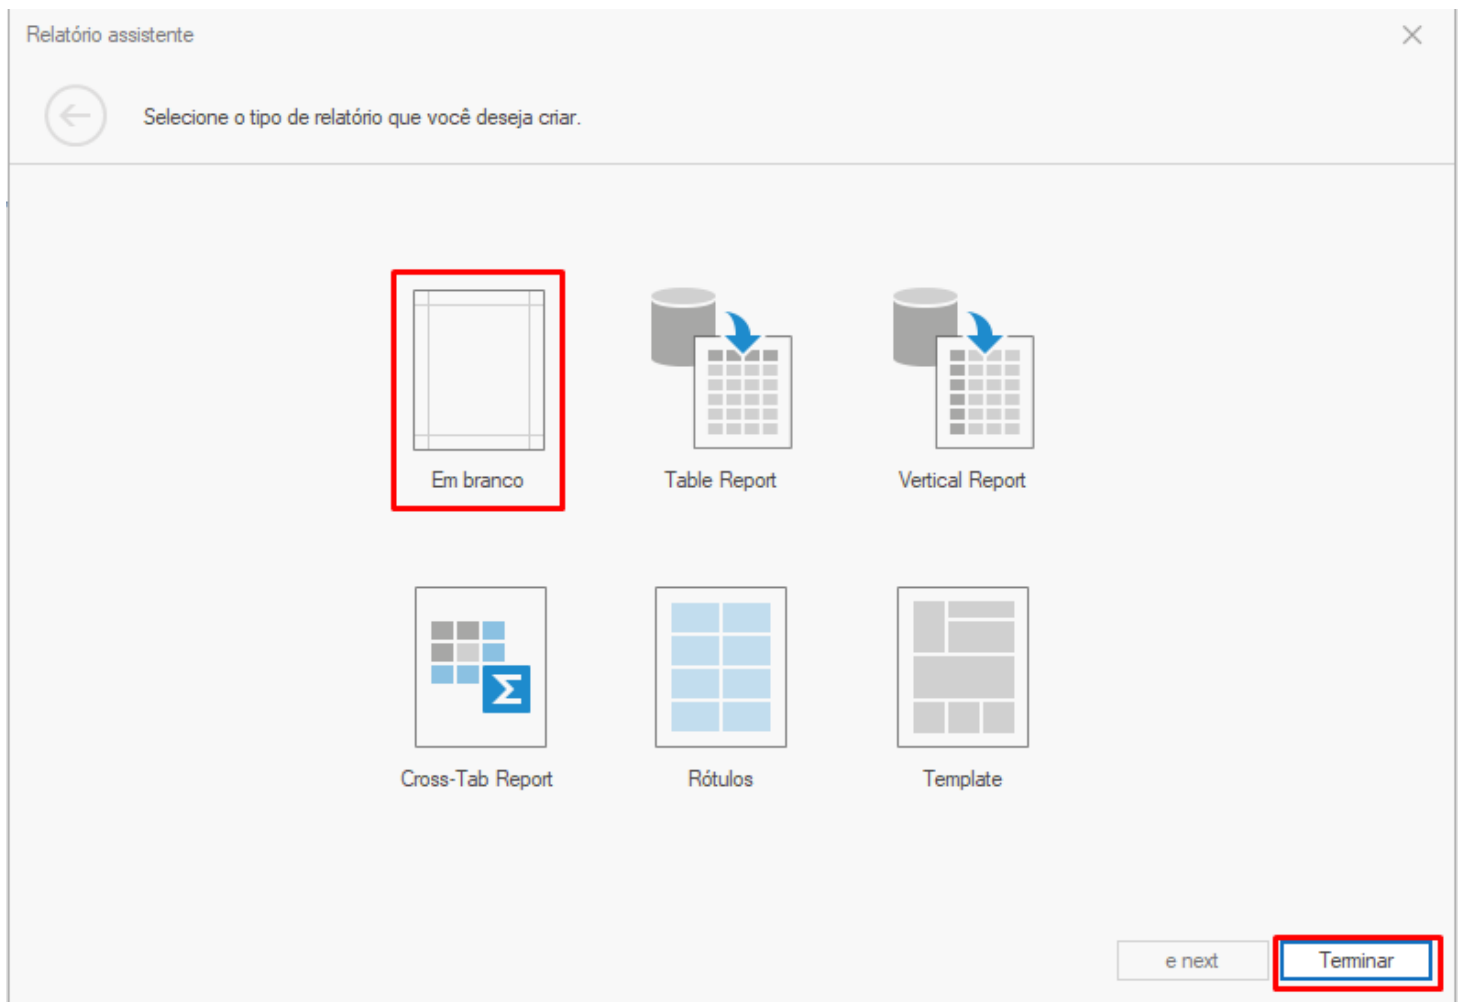 Relatório assistente
Selecione o tipo de relatório que você deseja criar.
Em branco
Table Report
Vertical Report
Cross-Tab Report
Rótulos
Template
e next
Terminar